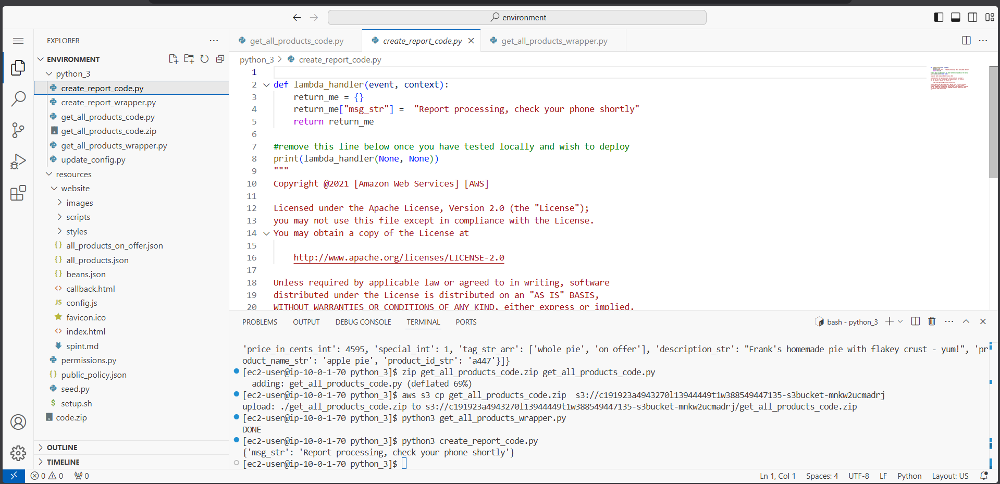 environment
EXPLORER
ENVIRONMENT
python_3
create_report_code.py
create_report_wrapper.py
get_all_products_code.py
get_all_products_code.zip
get_all_products_wrapper.py
update_config.py
resources
website
images
scripts
styles
all_products_on_offer.json
all_products.json
beans.json
callback.html
JS config.js
favicon.ico
index.html
spint.md
permissions.py
public_policy.json
seed.py
$ setup.sh
code.zip
OUTLINE
TIMELINE
get_all_products_code.py
create_report_code.py
get_all_products_wrapper.py
python_3 > create_report_code.py
1
2 def lambda_handler(event, context):
3 return_me = {}
4 return_me["msg_str"] =  "Report processing, check your phone shortly"
5 return return_me
6
7 #remove this line below once you have tested locally and wish to deploy
8 print(lambda_handler(None, None))
9 """
10 Copyright @2021 [Amazon Web Services] [AWS]
11
12 Licensed under the Apache License, Version 2.0 (the "License");
13 you may not use this file except in compliance with the License.
14 You may obtain a copy of the License at
15
16 http://www.apache.org/licenses/LICENSE-2.0
17
18 Unless required by applicable law or agreed to in writing, software
19 distributed under the License is distributed on an "AS IS" BASIS,
20 WITHOUT WARRANTIES OR CONDITIONS OF ANY KIND, either express or implied.
PROBLEMS OUTPUT DEBUG CONSOLE TERMINAL PORTS
bash - python_3
'price_in_cents_int': 4595, 'special_int': 1, 'tag_str_arr': ['whole pie', 'on offer'], 'description_str': "Frank's homemade pie with flakey crust - yum!", 'pr
oduct_name_str': 'apple pie', 'product_id_str': 'a447'}]}
[ec2-user@ip-10-0-1-70 python_3]$ zip get_all_products_code.zip get_all_products_code.py
adding: get_all_products_code.py (deflated 69%)
[ec2-user@ip-10-0-1-70 python_3]$ aws s3 cp get_all_products_code.zip  s3://c191923a4943270l13944449t1w388549447135-s3bucket-mnkw2ucmadrj
upload: ./get_all_products_code.zip to s3://c191923a4943270l13944449t1w388549447135-s3bucket-mnkw2ucmadrj/get_all_products_code.zip
[ec2-user@ip-10-0-1-70 python_3]$ python3 get_all_products_wrapper.py
DONE
[ec2-user@ip-10-0-1-70 python_3]$ python3 create_report_code.py
{'msg_str': 'Report processing, check your phone shortly'}
[ec2-user@ip-10-0-1-70 python_3]$
0 0 0
Ln 1, Col 1 Spaces: 4 UTF-8 LF Python Layout: US